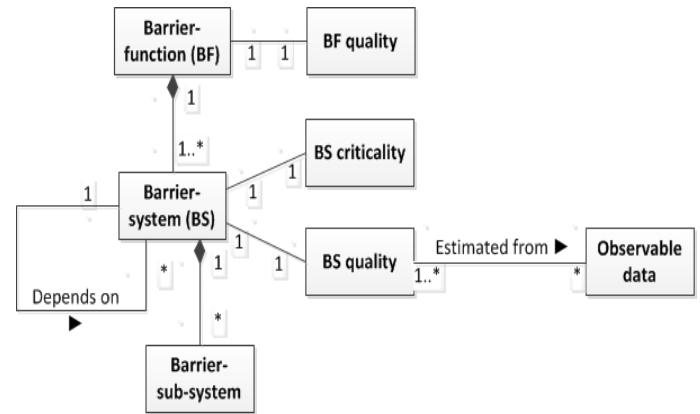 Barrier-
function (BF)
1
1
BF quality
1
1..*
BS criticality
1
1
1
Barrier-
system (BS)
1
1
BS quality
Estimated from ►
1..*
*
Observable
data
*
1
Depends on
►
*
Barrier-
sub-system